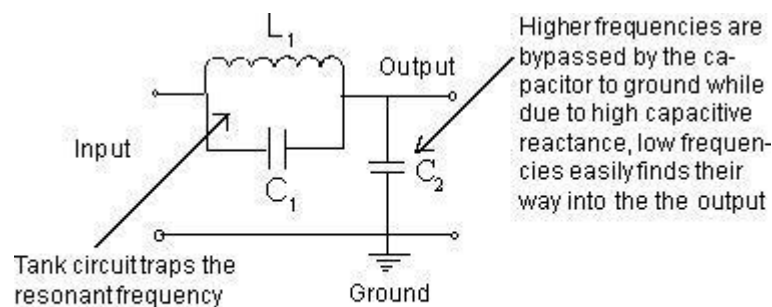 L1
Output
Input
C1
C2
Higher frequencies are
bypassed by the ca-
pacitor to ground while
due to high capacitive
reactance, low frequen-
cies easily finds their
way into the the output
Tank circuit traps the
resonant frequency
Ground